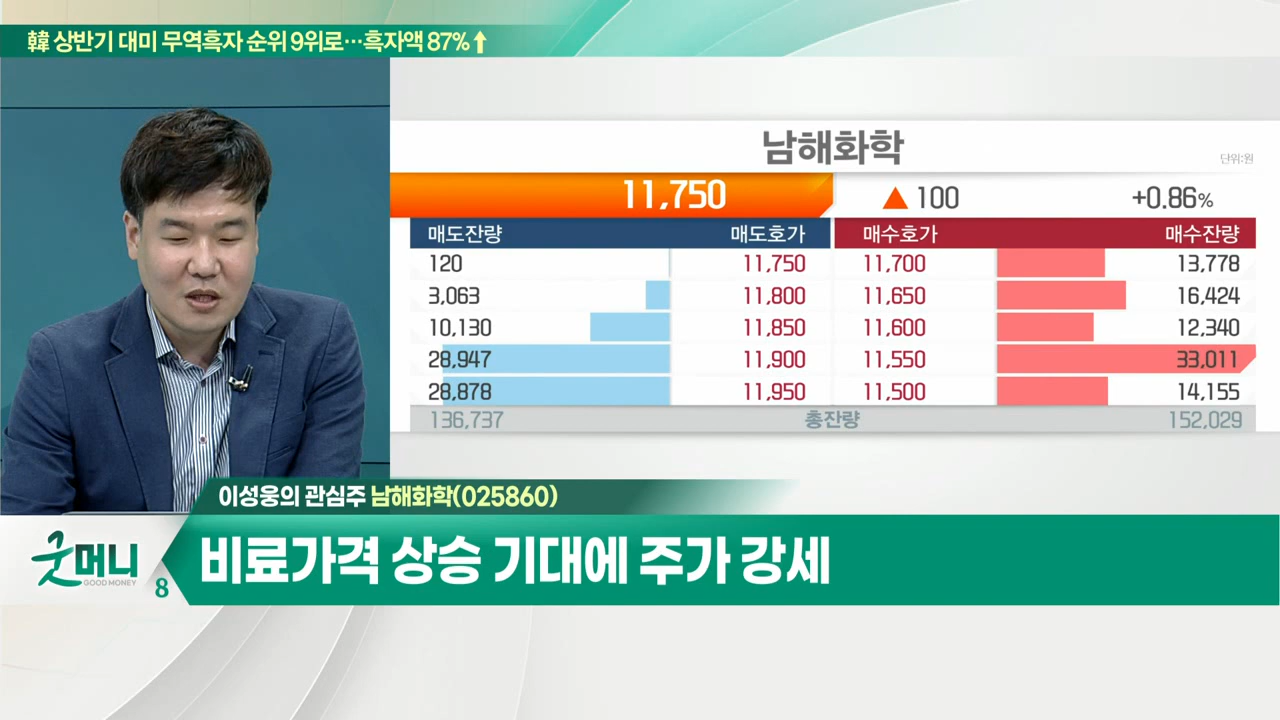 韓 상반기 대미 무역흑자 순위 9위로…흑자액 87%⬆
남해화학
단위:원
11,750 ▲ 100 +0.86%
매도잔량 매도호가 매수호가 매수잔량
120 11,750 11,700 13,778
3,063 11,800 11,650 16,424
10,130 11,850 11,600 12,340
28,947 11,900 11,550 33,011
28,878 11,950 11,500 14,155
136,737 총잔량 152,029
이성웅의 관심주 남해화학(025860)
굿머니
GOOD MONEY
8
비료가격 상승 기대에 주가 강세